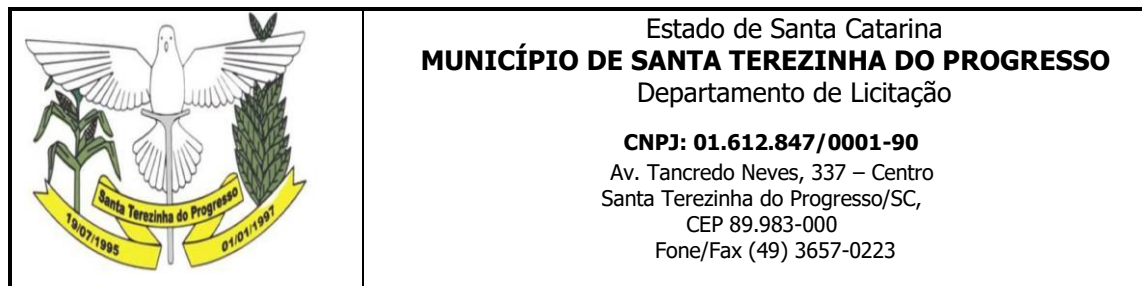 Santa Terezinha do Progresso
19/07/1995
01/01/1997
Estado de Santa Catarina
MUNICÍPIO DE SANTA TEREZINHA DO PROGRESSO
Departamento de Licitação
CNPJ: 01.612.847/0001-90
Av. Tancredo Neves, 337 – Centro
Santa Terezinha do Progresso/SC,
CEP 89.983-000
Fone/Fax (49) 3657-0223